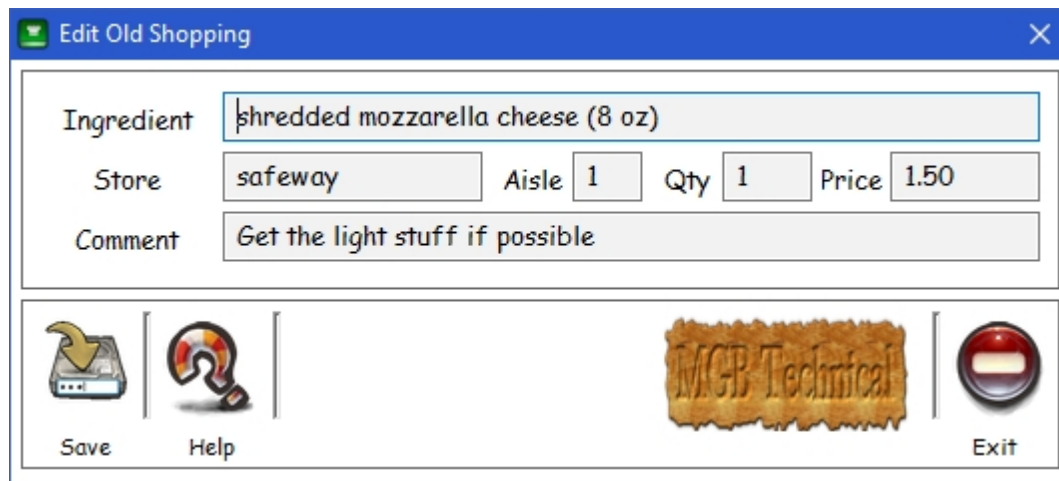 Edit Old Shopping
Ingredient shredded mozzarella cheese (8 oz)
Store safeway Aisle 1 Qty 1 Price 1.50
Comment Get the light stuff if possible
MGB Technical
Save Help Exit